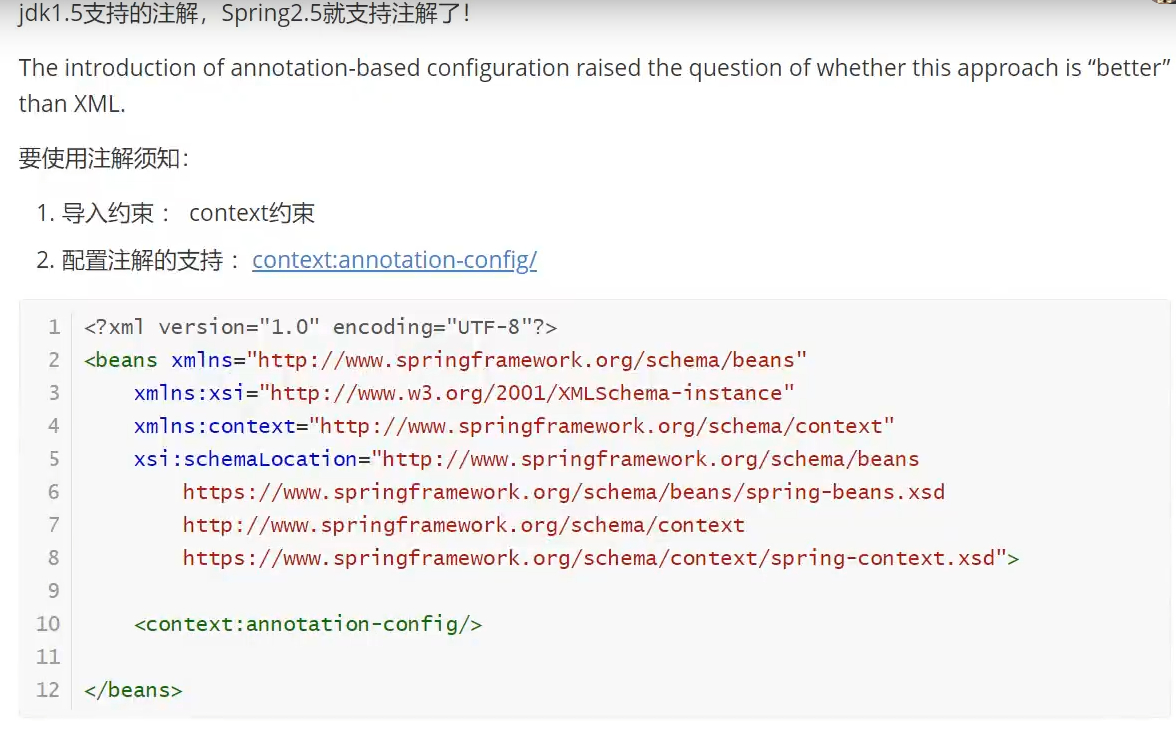 jdk1.5支持的注解，Spring2.5就支持注解了！
The introduction of annotation-based configuration raised the question of whether this approach is “better”
than XML.
要使用注解须知：
1. 导入约束 ： context约束
2. 配置注解的支持 ： context:annotation-config/
1 <?xml version="1.0" encoding="UTF-8"?>
2 <beans xmlns="http://www.springframework.org/schema/beans"
3     xmlns:xsi="http://www.w3.org/2001/XMLSchema-instance"
4     xmlns:context="http://www.springframework.org/schema/context"
5     xsi:schemaLocation="http://www.springframework.org/schema/beans
6         https://www.springframework.org/schema/beans/spring-beans.xsd
7         http://www.springframework.org/schema/context
8         https://www.springframework.org/schema/context/spring-context.xsd">
9
10     <context:annotation-config/>
11
12 </beans>